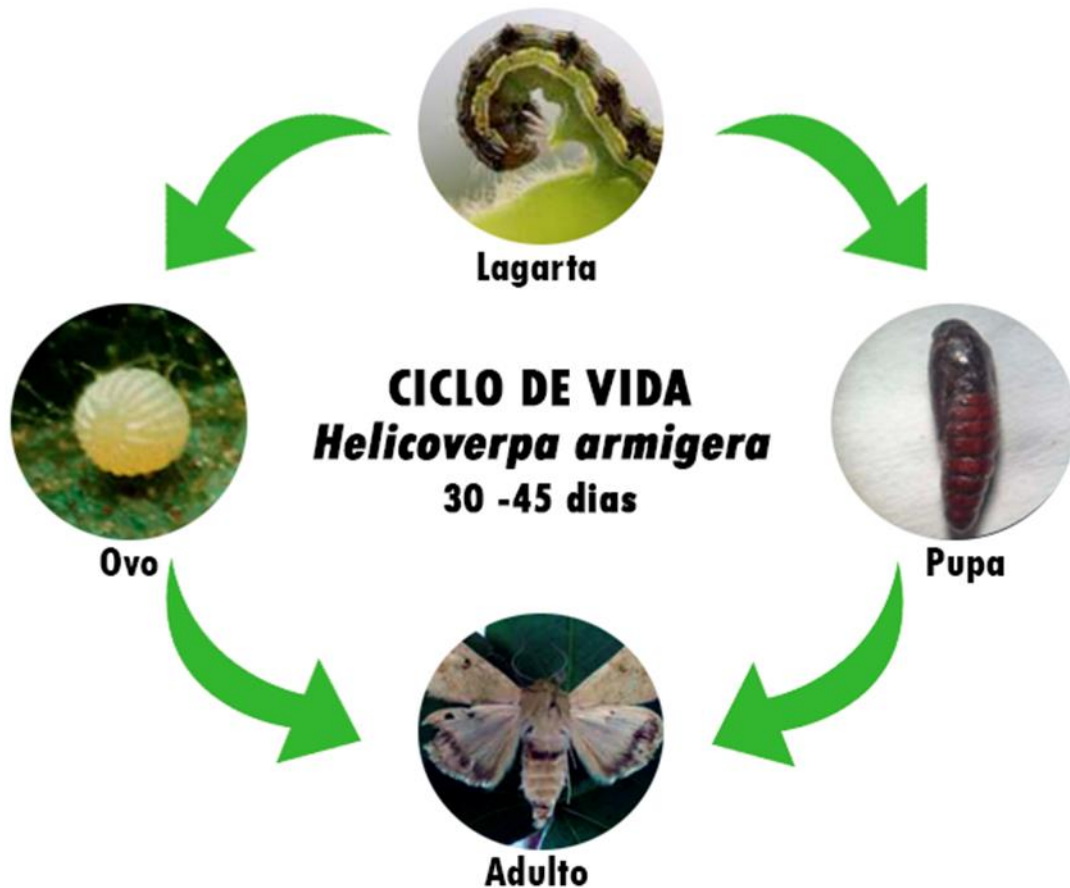 Lagarta
CICLO DE VIDA
Helicoverpa armigera
30 -45 dias
Ovo
Pupa
Adulto